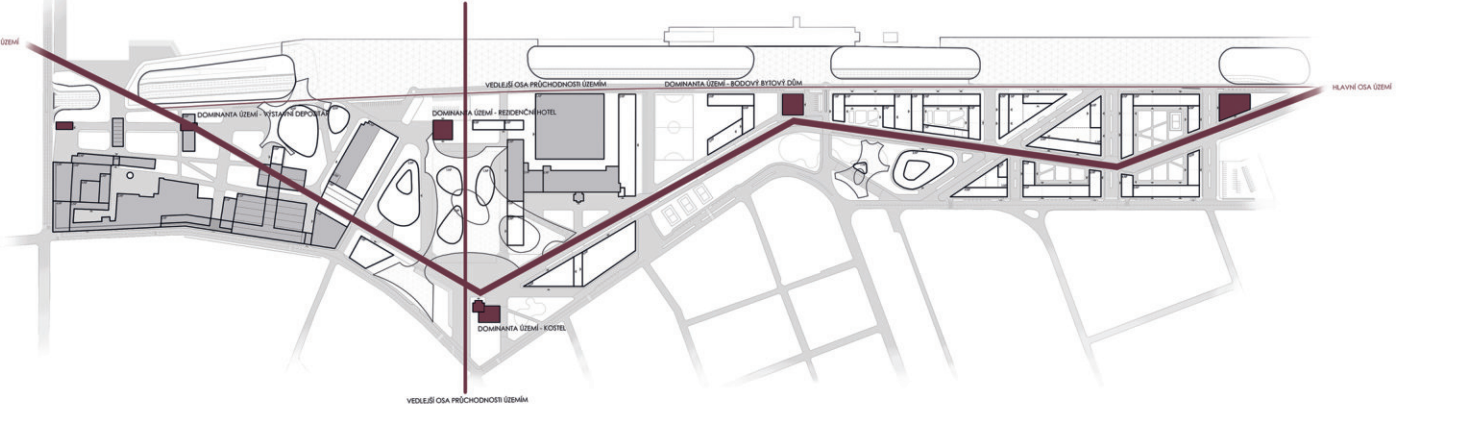 ÚZEMÍ
VEDLEJŠÍ OSA PRŮCHODNOSTI ÚZEMÍM
DOMINANTA ÚZEMÍ - BODOVÝ BYTOVÝ DŮM
HLAVNÍ OSA ÚZEMÍ
DOMINANTA ÚZEMÍ - VÝSTAVNÍ DEPOZITÁŘ
DOMINANTA ÚZEMÍ - REZIDENČNÍ HOTEL
DOMINANTA ÚZEMÍ - KOSTEL
VEDLEJŠÍ OSA PRŮCHODNOSTI ÚZEMÍM